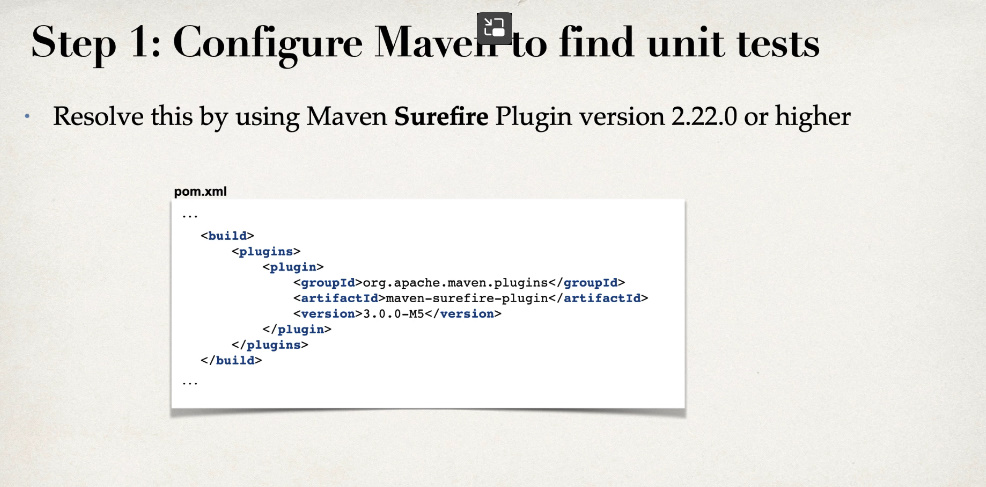 Step 1: Configure Maven to find unit tests
• Resolve this by using Maven Surefire Plugin version 2.22.0 or higher
pom.xml
...
<build>
<plugins>
<plugin>
<groupId>org.apache.maven.plugins</groupId>
<artifactId>maven-surefire-plugin</artifactId>
<version>3.0.0-M5</version>
</plugin>
</plugins>
</build>
...